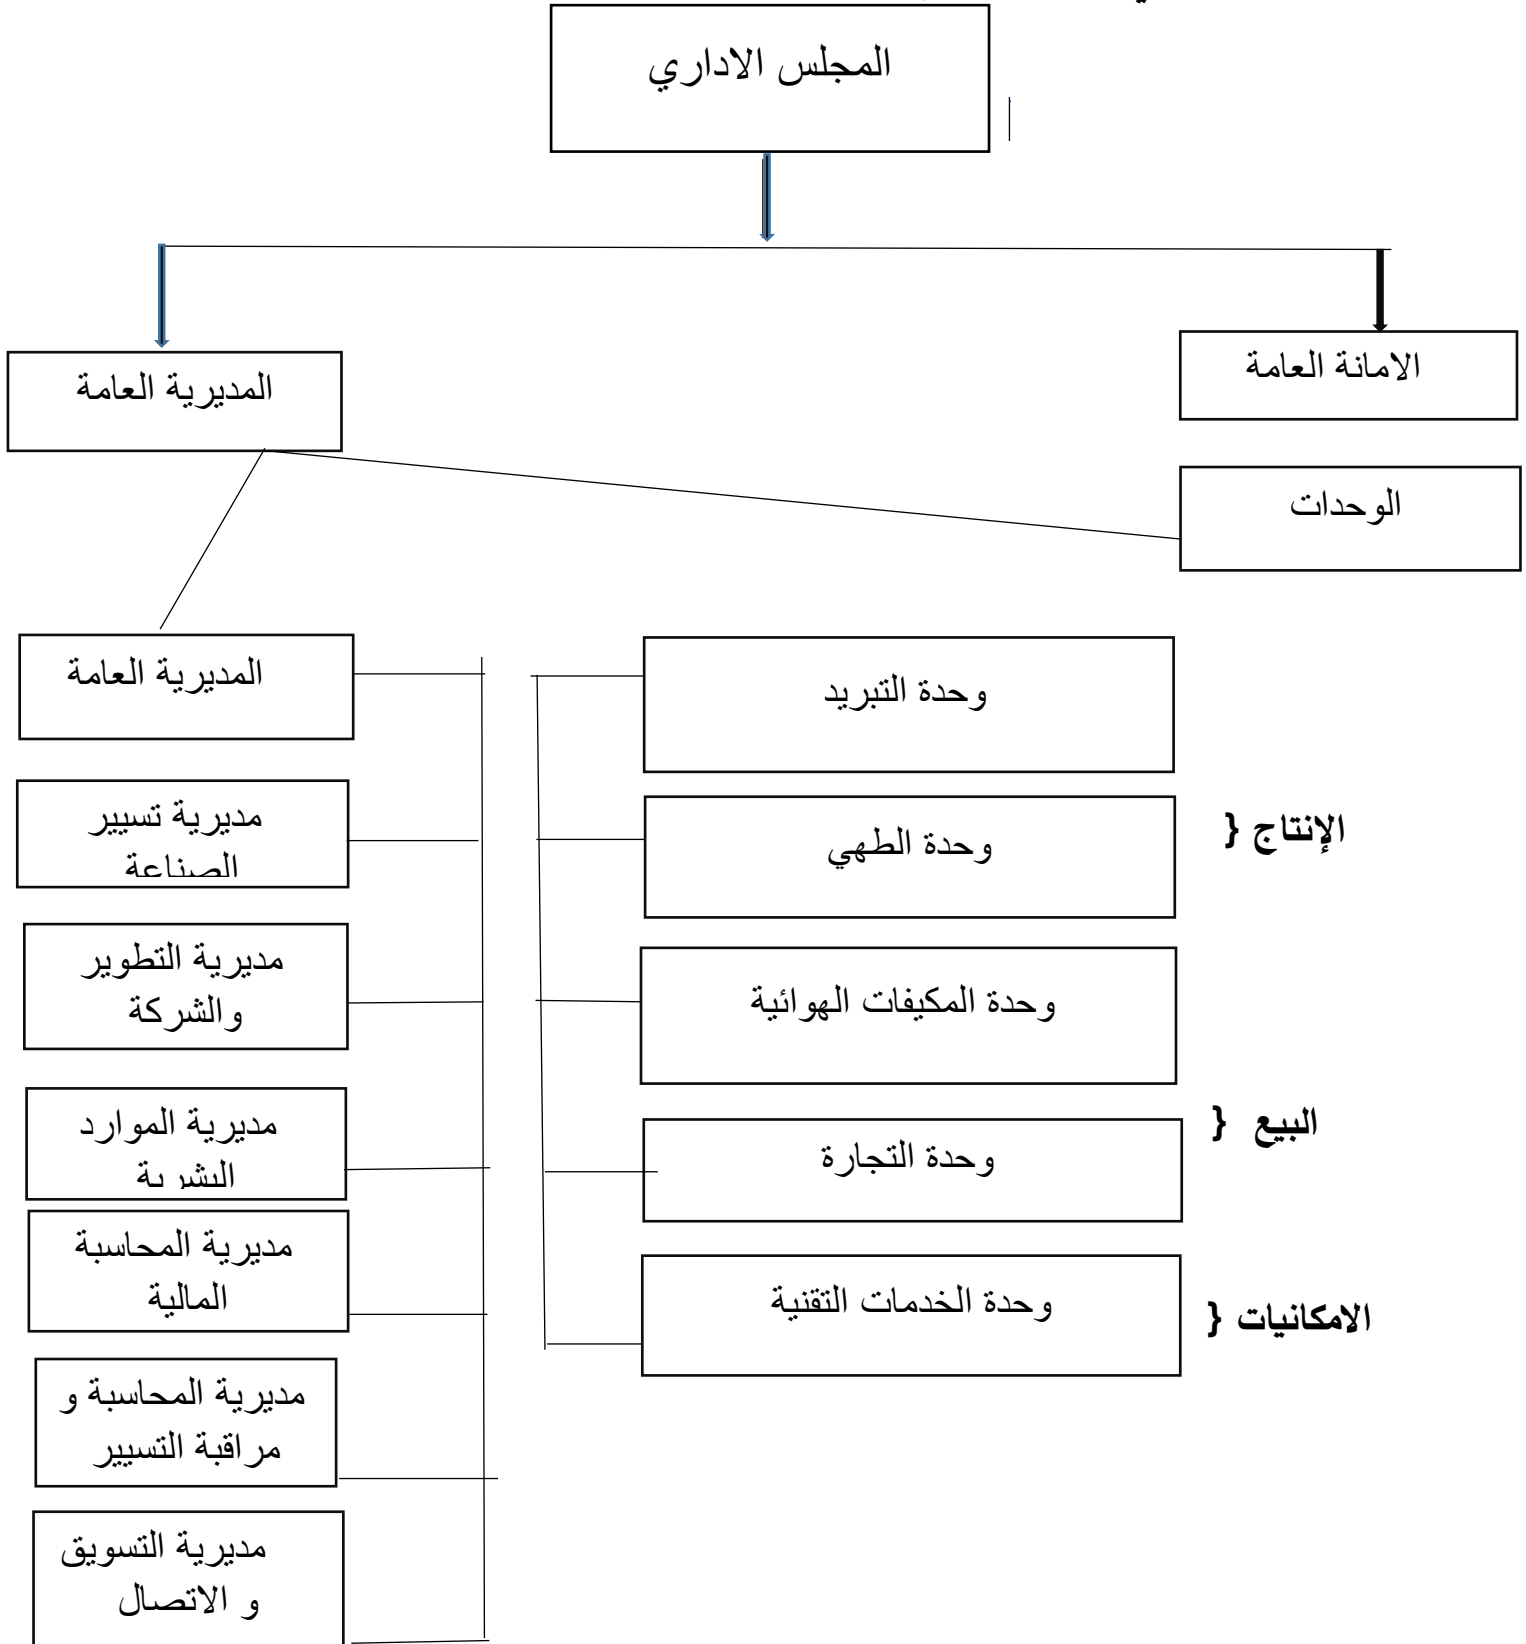 المجلس الاداري
الامانة العامة
المديرية العامة
الوحدات
المديرية العامة
وحدة التبريد
مديرية تسيير
الصناعة
وحدة الطهي
الإنتاج {
مديرية التطوير
والشركة
وحدة المكيفات الهوائية
مديرية الموارد
البشرية
وحدة التجارة
البيع {
مديرية المحاسبة
المالية
وحدة الخدمات التقنية
الامكانيات {
مديرية المحاسبة و
مراقبة التسيير
مديرية التسويق
و الاتصال